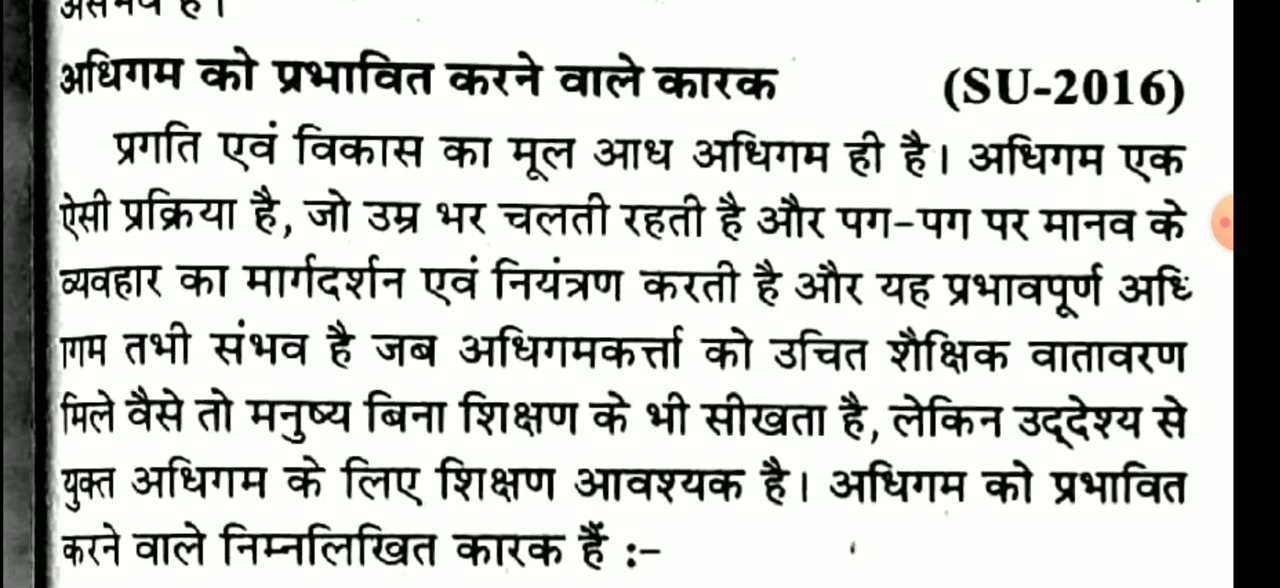 असमर्थ है।
अधिगम को प्रभावित करने वाले कारक (SU-2016)
प्रगति एवं विकास का मूल आध अधिगम ही है। अधिगम एक
ऐसी प्रक्रिया है, जो उम्र भर चलती रहती है और पग-पग पर मानव के
व्यवहार का मार्गदर्शन एवं नियंत्रण करती है और यह प्रभावपूर्ण अधि
गम तभी संभव है जब अधिगमकर्त्ता को उचित शैक्षिक वातावरण
मिले वैसे तो मनुष्य बिना शिक्षण के भी सीखता है, लेकिन उद्देश्य से
युक्त अधिगम के लिए शिक्षण आवश्यक है। अधिगम को प्रभावित
करने वाले निम्नलिखित कारक हैं :-